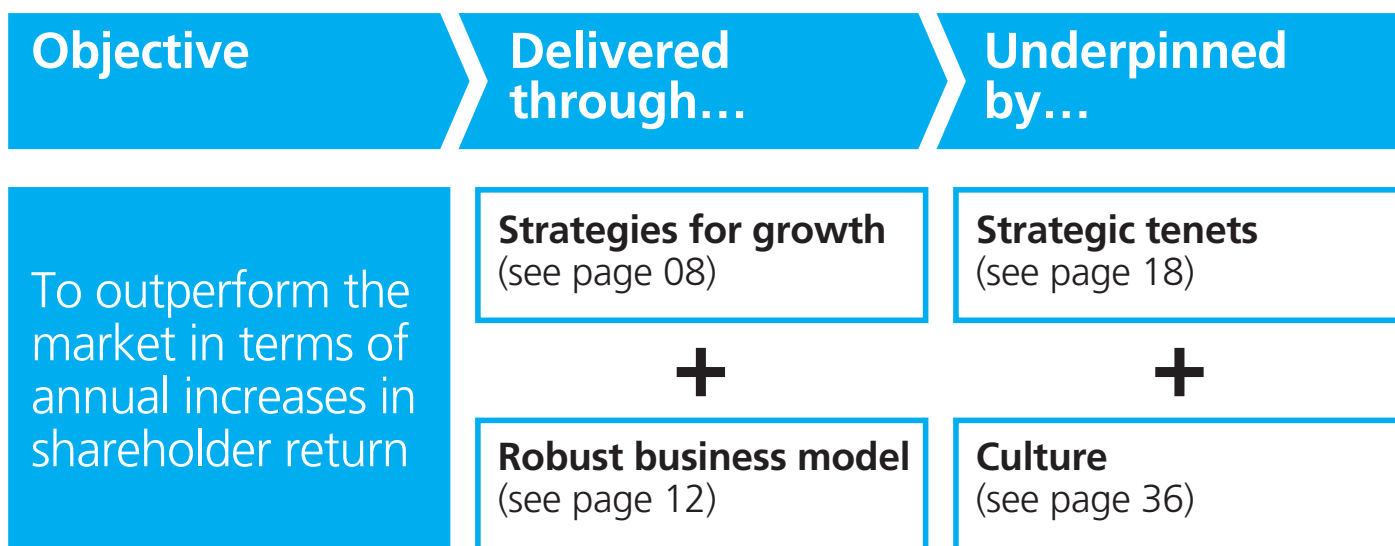 Objective
Delivered
through…
Underpinned
by…
To outperform the
market in terms of
annual increases in
shareholder return
Strategies for growth
(see page 08)
+
Robust business model
(see page 12)
Strategic tenets
(see page 18)
+
Culture
(see page 36)